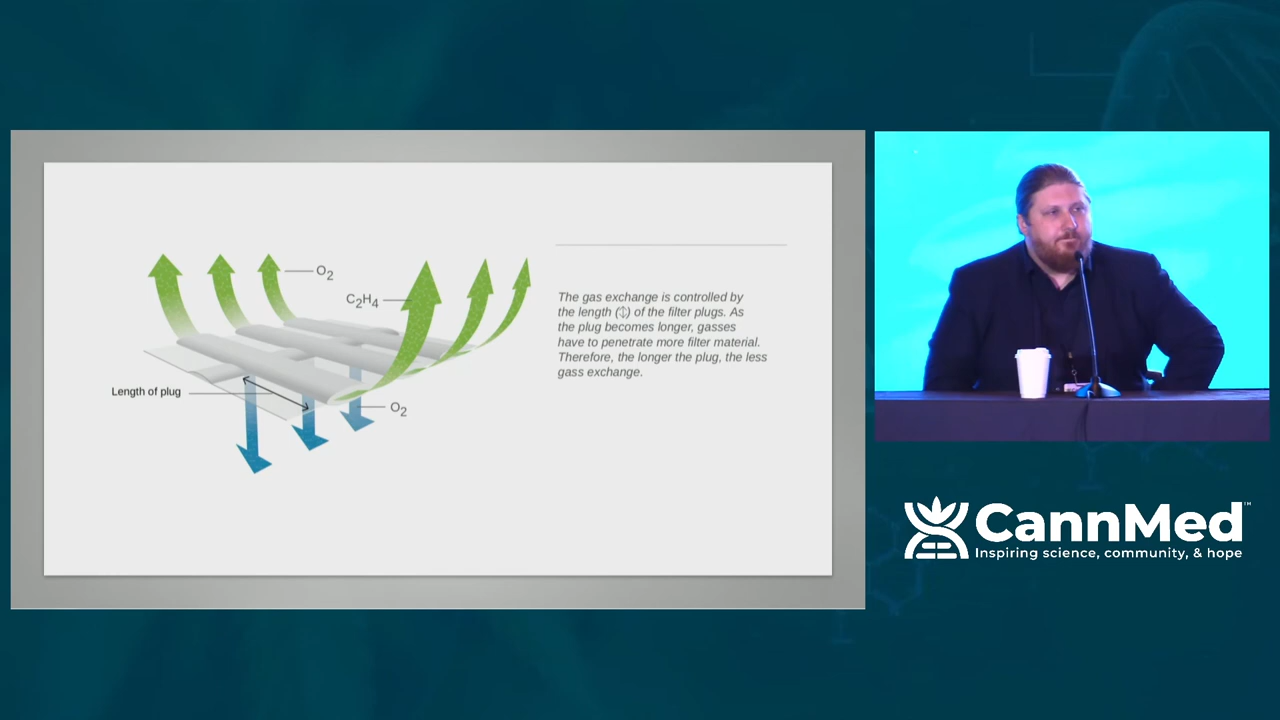 O2
C2H4
Length of plug
O2
The gas exchange is controlled by
the length (↕) of the filter plugs. As
the plug becomes longer, gasses
have to penetrate more filter material.
Therefore, the longer the plug, the less
gass exchange.
CannMed™
Inspiring science, community, & hope